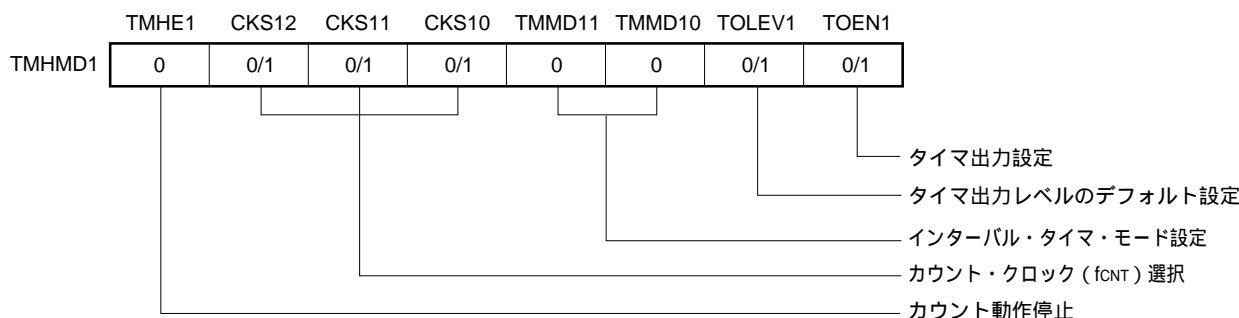 TMHE1 CKS12 CKS11 CKS10 TMMD11 TMMD10 TOLEV1 TOEN1
TMHMD1 0 0/1 0/1 0/1 0 0 0/1 0/1
タイマ出力設定
タイマ出力レベルのデフォルト設定
インターバル・タイマ・モード設定
カウント・クロック(fCNT)選択
カウント動作停止